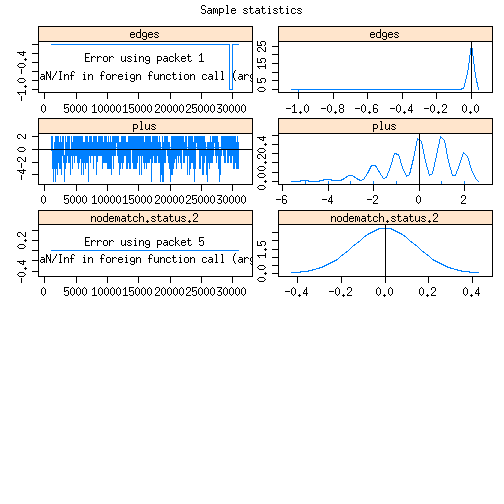 Sample statistics
edges
edges
Error using packet 1
aN/Inf in foreign function call (arg
-1.0 -0.4
0 5000 10000 15000 20000 25000 30000
0 5 15 25
-1.0 -0.8 -0.6 -0.4 -0.2 0.0
plus
plus
-4 -2 0 2
0 5000 10000 15000 20000 25000 30000
0.00.20.4
-6 -4 -2 0 2
nodematch.status.2
nodematch.status.2
Error using packet 5
aN/Inf in foreign function call (arg
-0.4 0.2
0 5000 10000 15000 20000 25000 30000
0.0 1.5
-0.4 -0.2 0.0 0.2 0.4